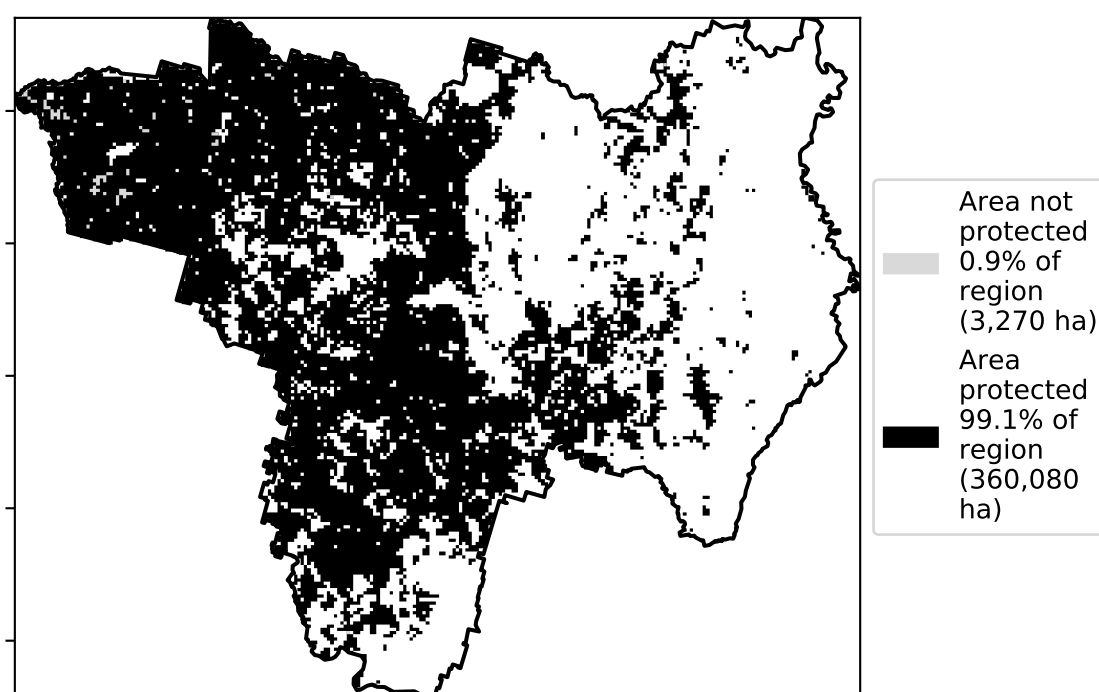 Area not
protected
0.9% of
region
(3,270 ha)
Area
protected
99.1% of
region
(360,080
ha)